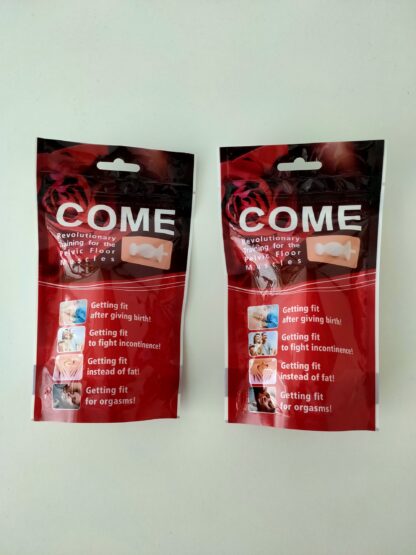 COME
Revolutionary
Training for the
Pelvic Floor
Muscles
Getting fit
after giving birth!
Getting fit
to fight incontinence!
Getting fit
instead of fat!
Getting fit
for orgasms!
COME
Revolutionary
Training for the
Pelvic Floor
Muscles
Getting fit
after giving birth!
Getting fit
to fight incontinence!
Getting fit
instead of fat!
Getting fit
for orgasms!